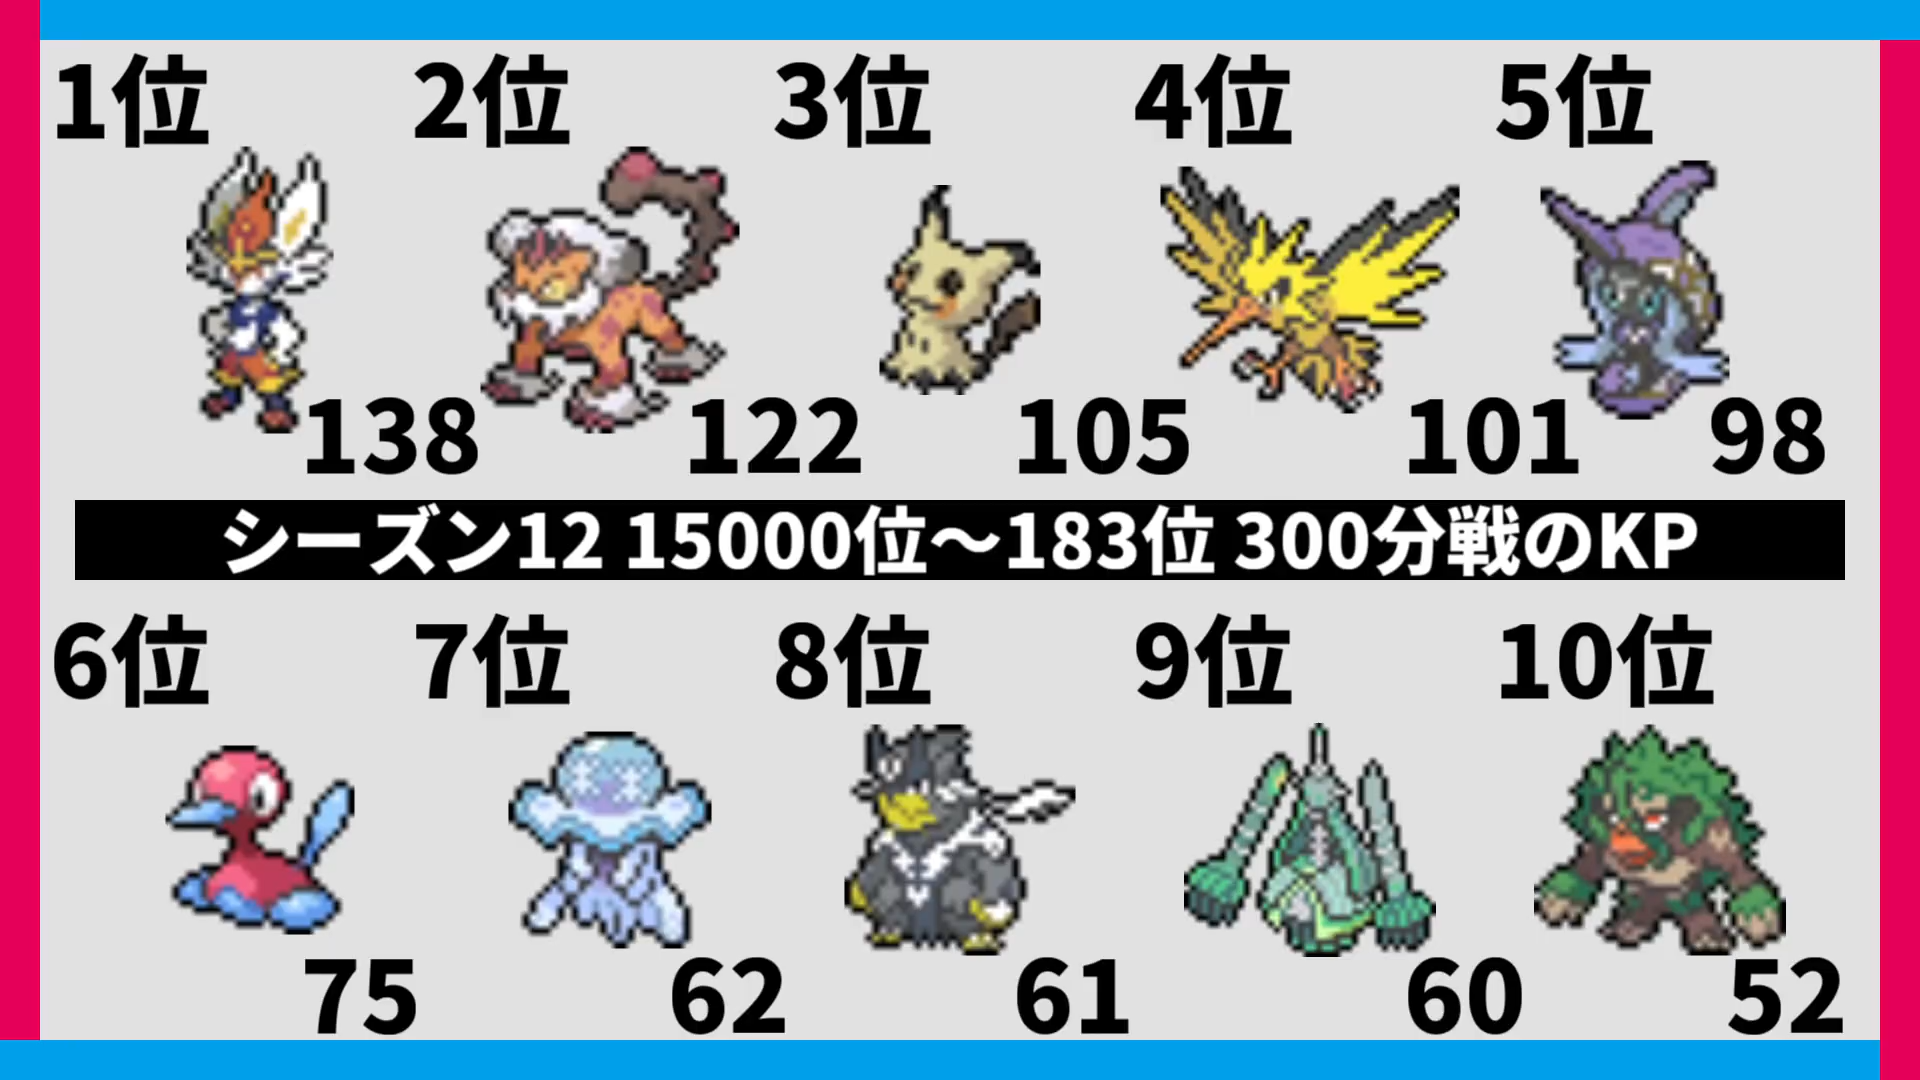 1位 2位 3位 4位 5位
138 122 105 101 98
シーズン12 15000位～183位 300分戦のKP
6位 7位 8位 9位 10位
75 62 61 60 52